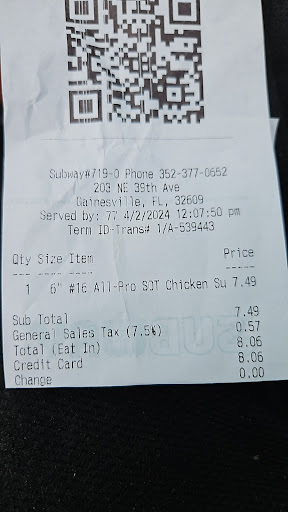 Subway#719-0 Phone 352-377-0652
203 NE 39th Ave
Gainesville, FL, 32609
Served by: 77 4/2/2024 12:07:50 pm
Term ID-Trans# 1/A-539443
Qty Size Item Price
--- ---- ---- -----
1 6" #16 All-Pro SOT Chicken Su 7.49
Sub Total 7.49
General Sales Tax (7.5%) 0.57
Total (Eat In) 8.06
Credit Card 8.06
Change 0.00